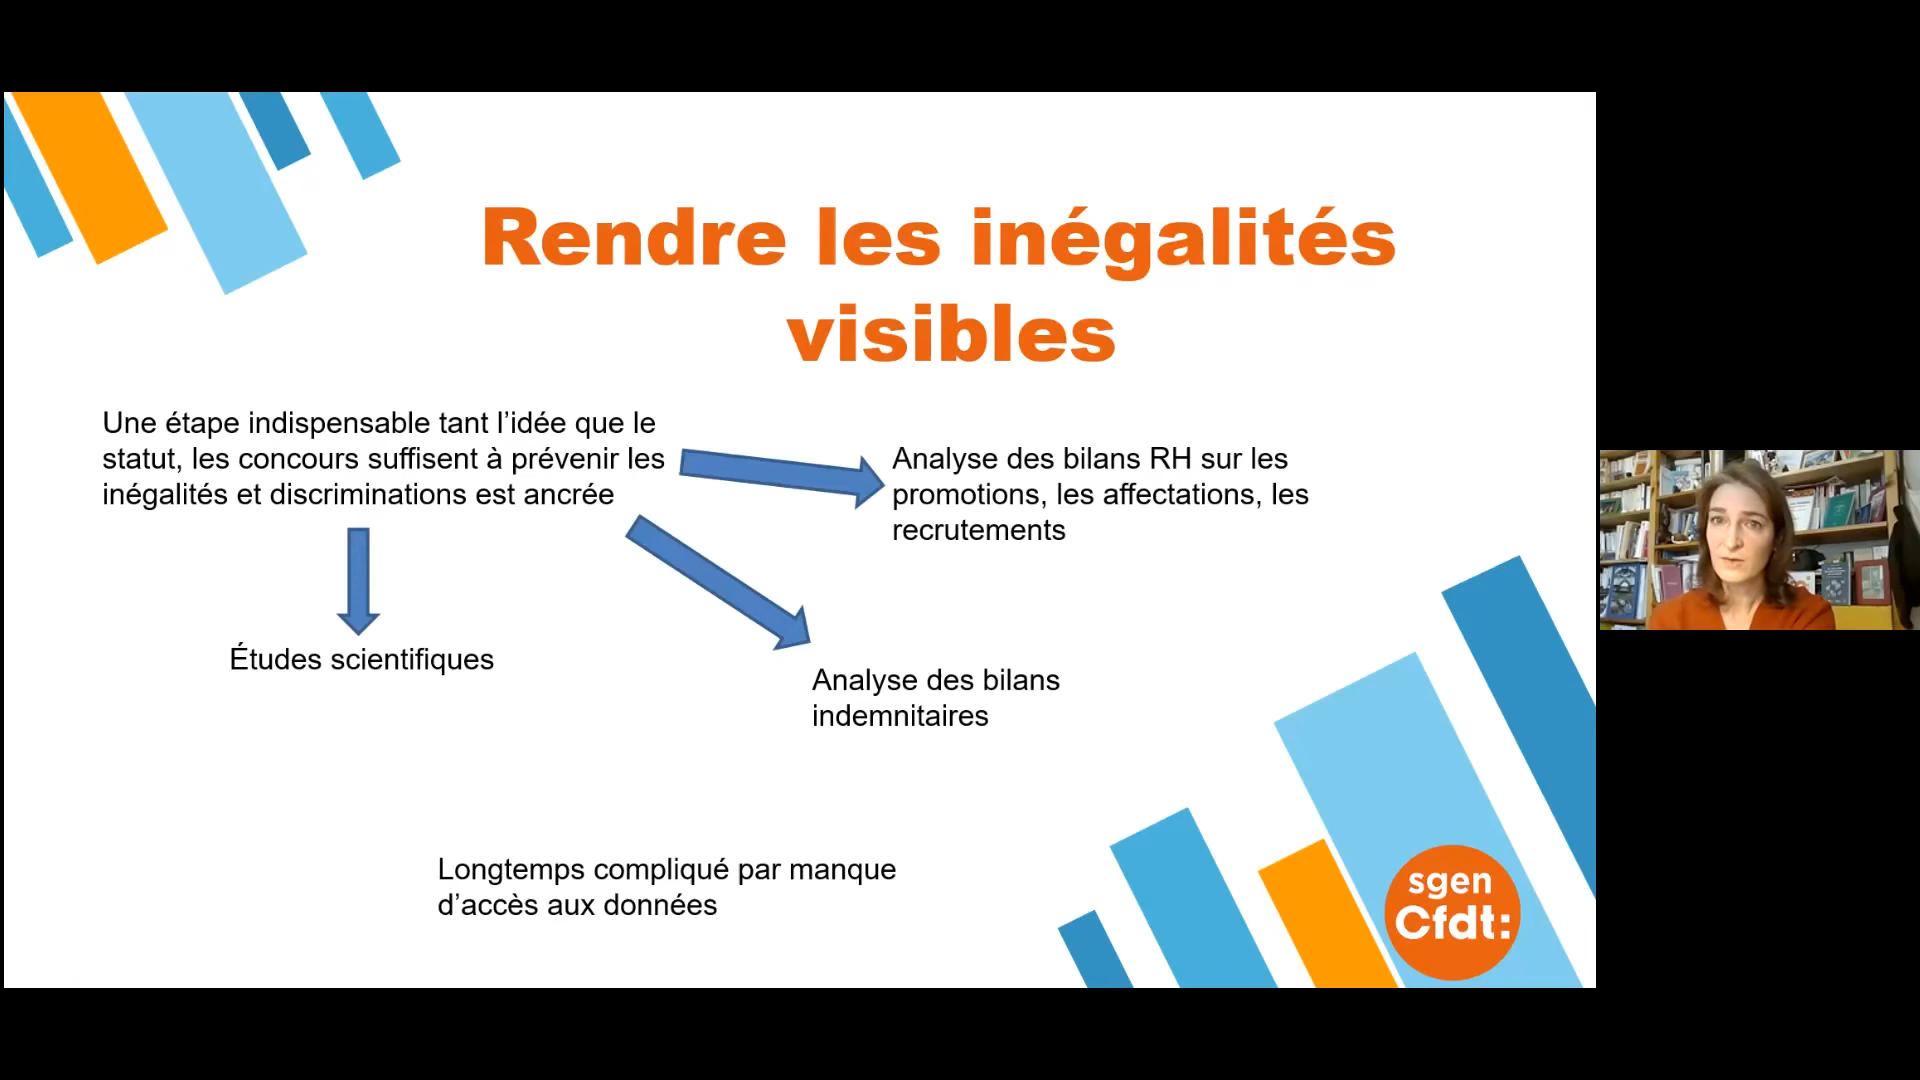 Rendre les inégalités
visibles
Une étape indispensable tant l’idée que le
statut, les concours suffisent à prévenir les
inégalités et discriminations est ancrée
Analyse des bilans RH sur les
promotions, les affectations, les
recrutements
Études scientifiques
Analyse des bilans
indemnitaires
Longtemps compliqué par manque
d’accès aux données
sgen
Cfdt: